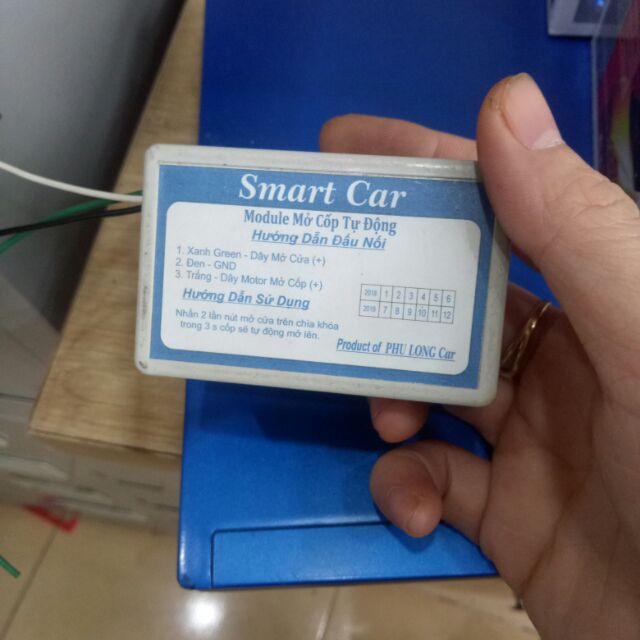 Smart Car
Module Mở Cốp Tự Động
Hướng Dẫn Đấu Nối
1. Xanh Green - Dây Mở Cửa (+)
2. Đen - GND
3. Trắng - Dây Motor Mở Cốp (+)
2018 1 2 3 4 5 6
2019 7 8 9 10 11 12
Hướng Dẫn Sử Dụng
Nhấn 2 lần nút mở cửa trên chìa khóa
trong 3 s cốp sẽ tự động mở lên.
Product of PHU LONG Car